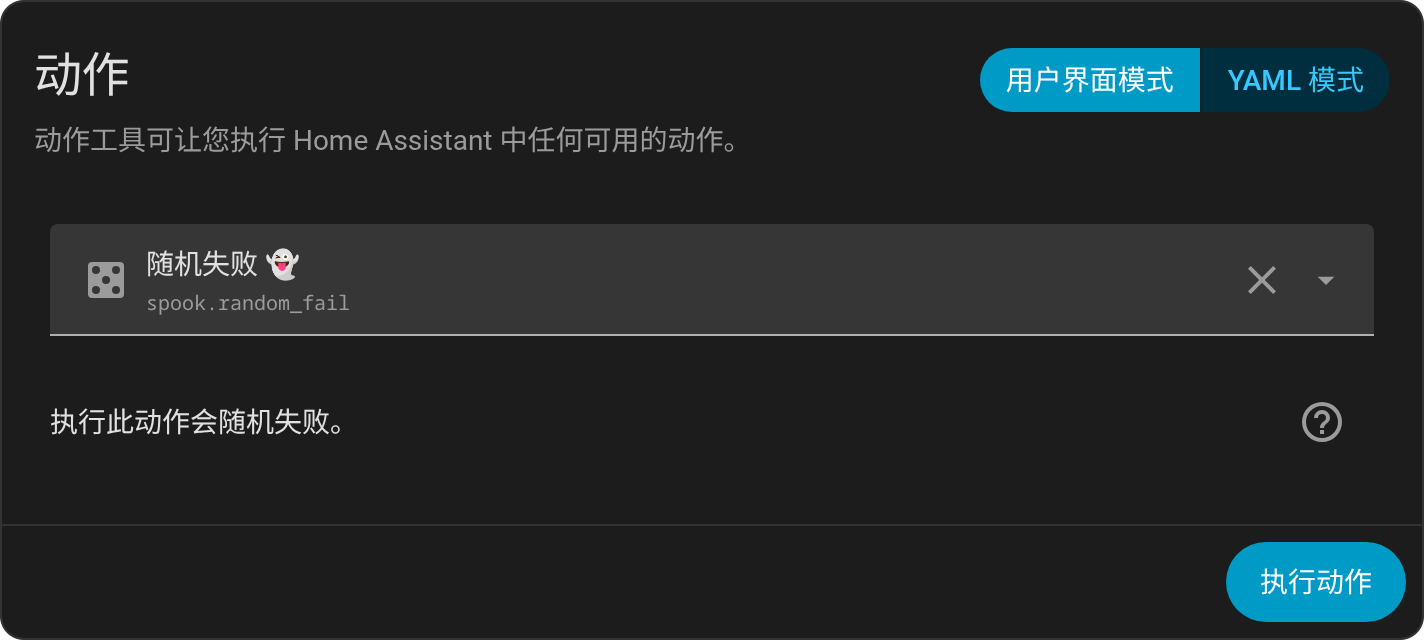 动作
用户界面模式
YAML 模式
动作工具可让您执行 Home Assistant 中任何可用的动作。
随机失败 👻
spook.random_fail
执行此动作会随机失败。
执行动作